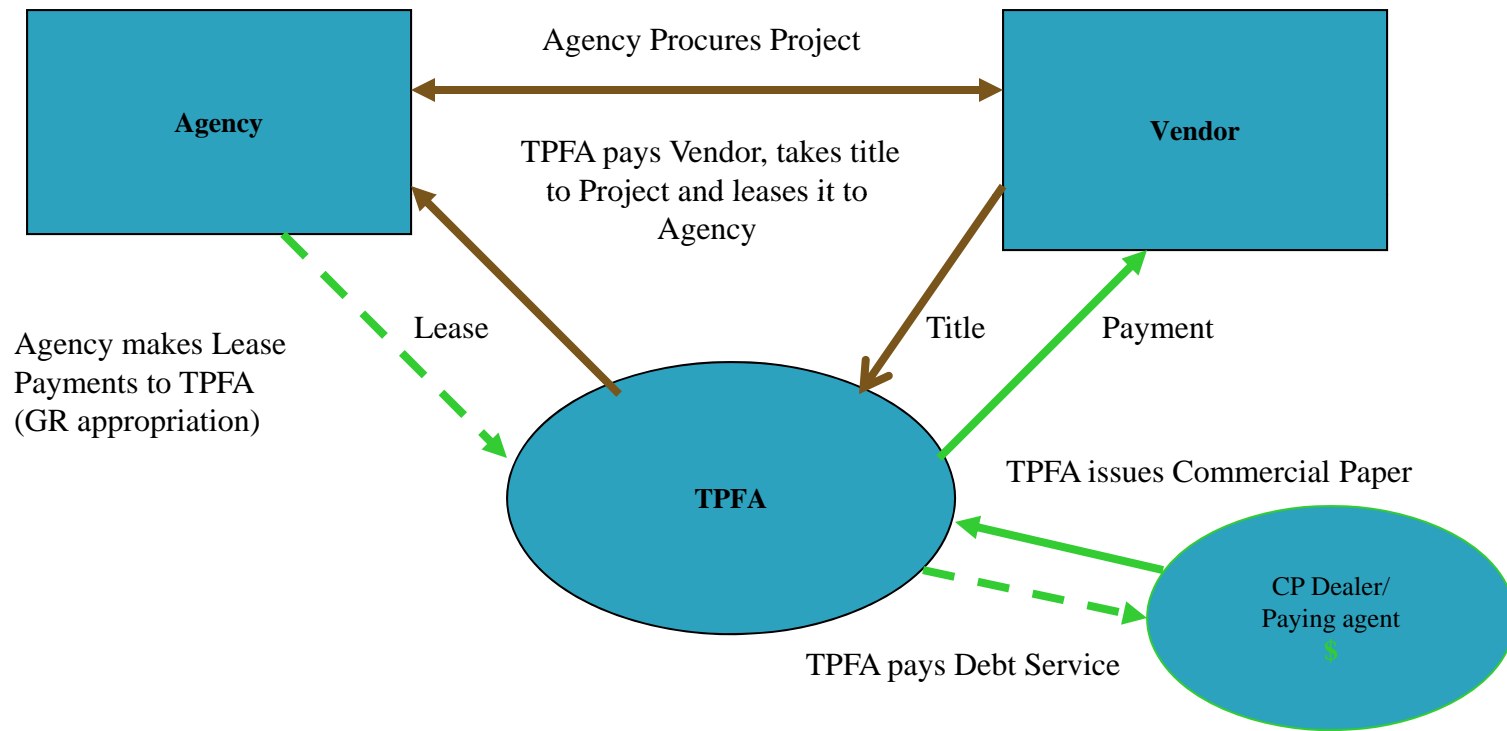 Agency Procures Project
Agency
Vendor
TPFA pays Vendor, takes title
to Project and leases it to
Agency
Lease
Title
Payment
Agency makes Lease
Payments to TPFA
(GR appropriation)
TPFA
TPFA issues Commercial Paper
CP Dealer/
Paying agent
$
TPFA pays Debt Service